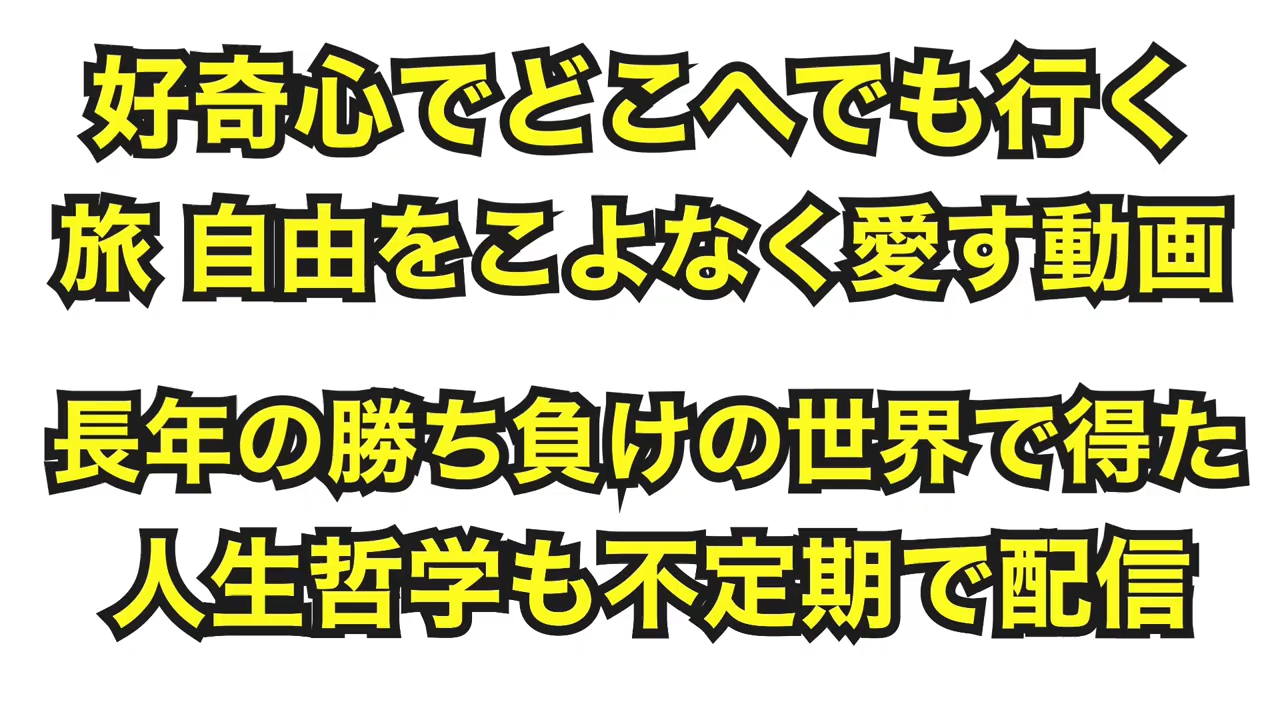 好奇心でどこへでも行く
旅 自由をこよなく愛す動画
長年の勝ち負けの世界で得た
人生哲学も不定期で配信